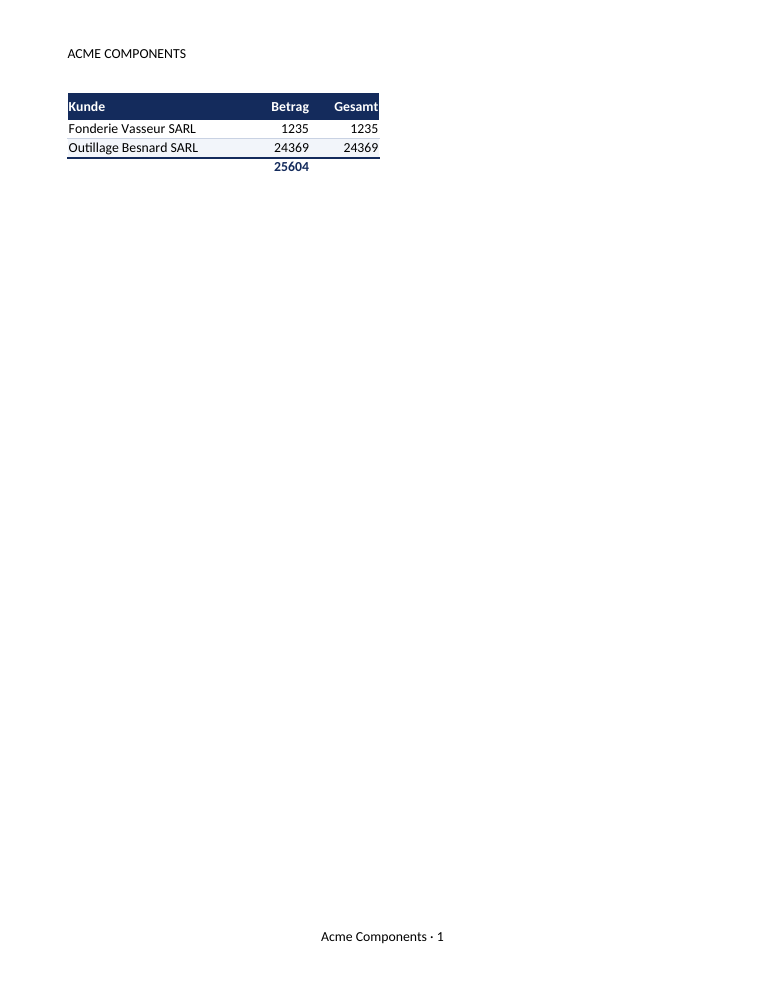 ACME COMPONENTS
Kunde Betrag Gesamt
Fonderie Vasseur SARL 1235 1235
Outillage Besnard SARL 24369 24369
25604
Acme Components · 1